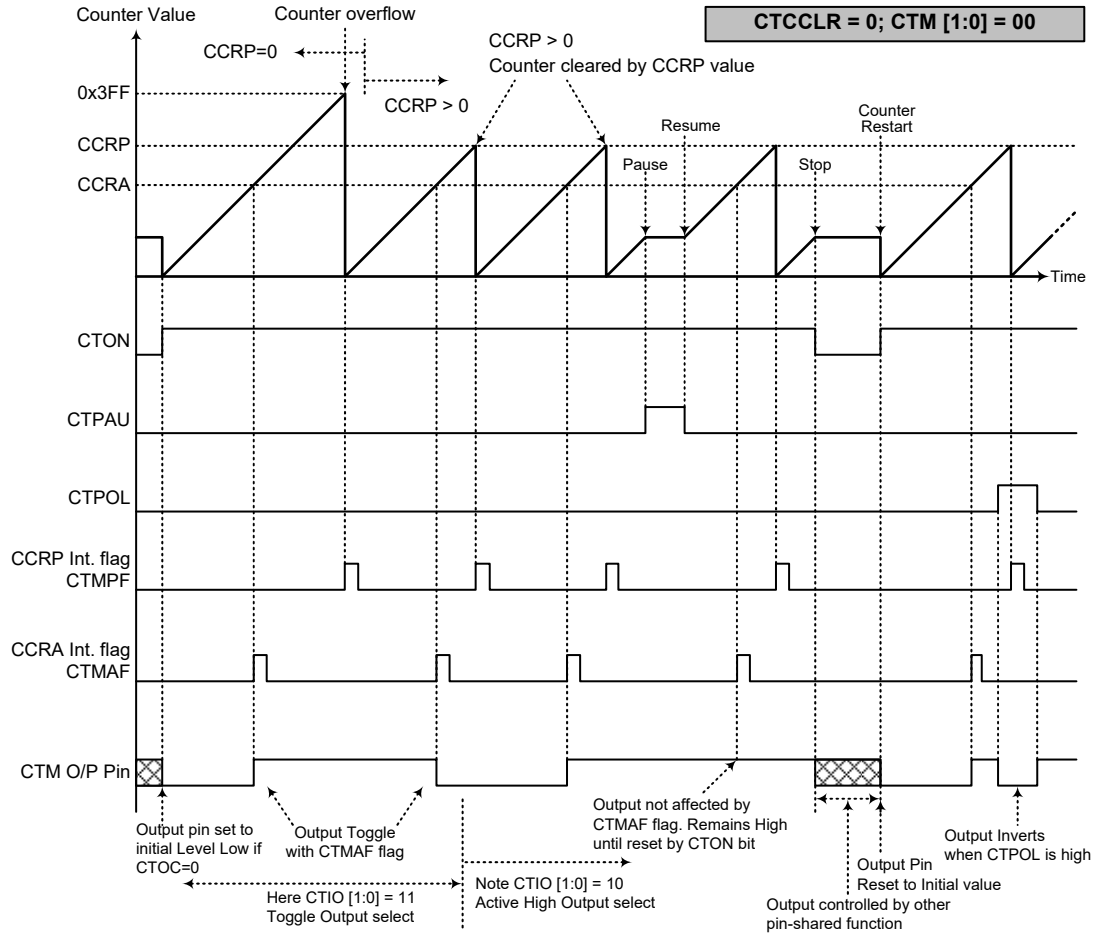 Counter Value
Counter overflow
CTCCLR = 0; CTM [1:0] = 00
CCRP=0
CCRP > 0
CCRP > 0
Counter cleared by CCRP value
0x3FF
CCRP
CCRA
Pause
Resume
Stop
Counter
Restart
Time
CTON
CTPAU
CTPOL
CCRP Int. flag
CTMPF
CCRA Int. flag
CTMAF
CTM O/P Pin
Output pin set to
initial Level Low if
CTOC=0
Output Toggle
with CTMAF flag
Here CTIO [1:0] = 11
Toggle Output select
Note CTIO [1:0] = 10
Active High Output select
Output not affected by
CTMAF flag. Remains High
until reset by CTON bit
Output controlled by other
pin-shared function
Output Pin
Reset to Initial value
Output Inverts
when CTPOL is high